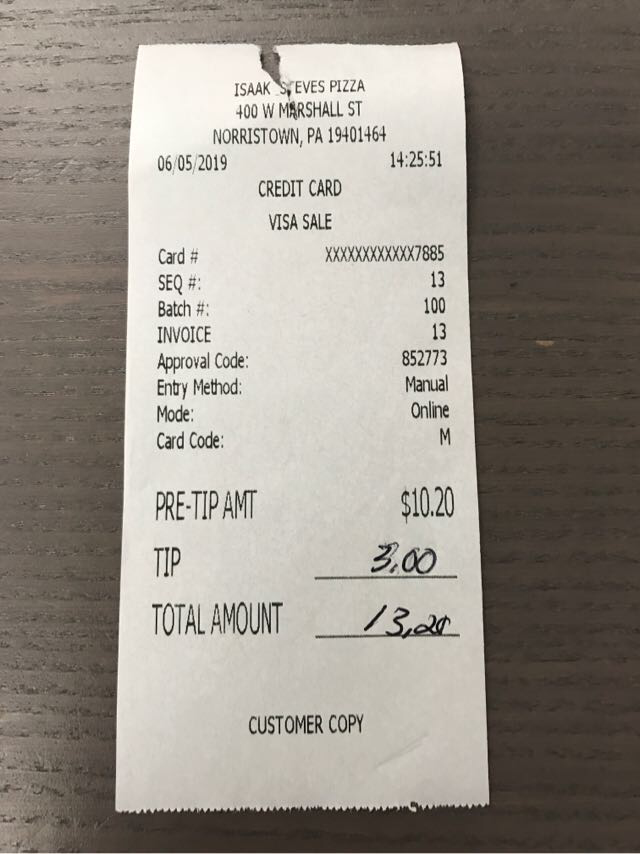 ISAAK STEVES PIZZA
400 W MARSHALL ST
NORRISTOWN, PA 19401464
06/05/2019 14:25:51
CREDIT CARD
VISA SALE
Card # XXXXXXXXXXXX7885
SEQ #: 13
Batch #: 100
INVOICE 13
Approval Code: 852773
Entry Method: Manual
Mode: Online
Card Code: M
PRE-TIP AMT $10.20
TIP 3.00
TOTAL AMOUNT 13.20
CUSTOMER COPY